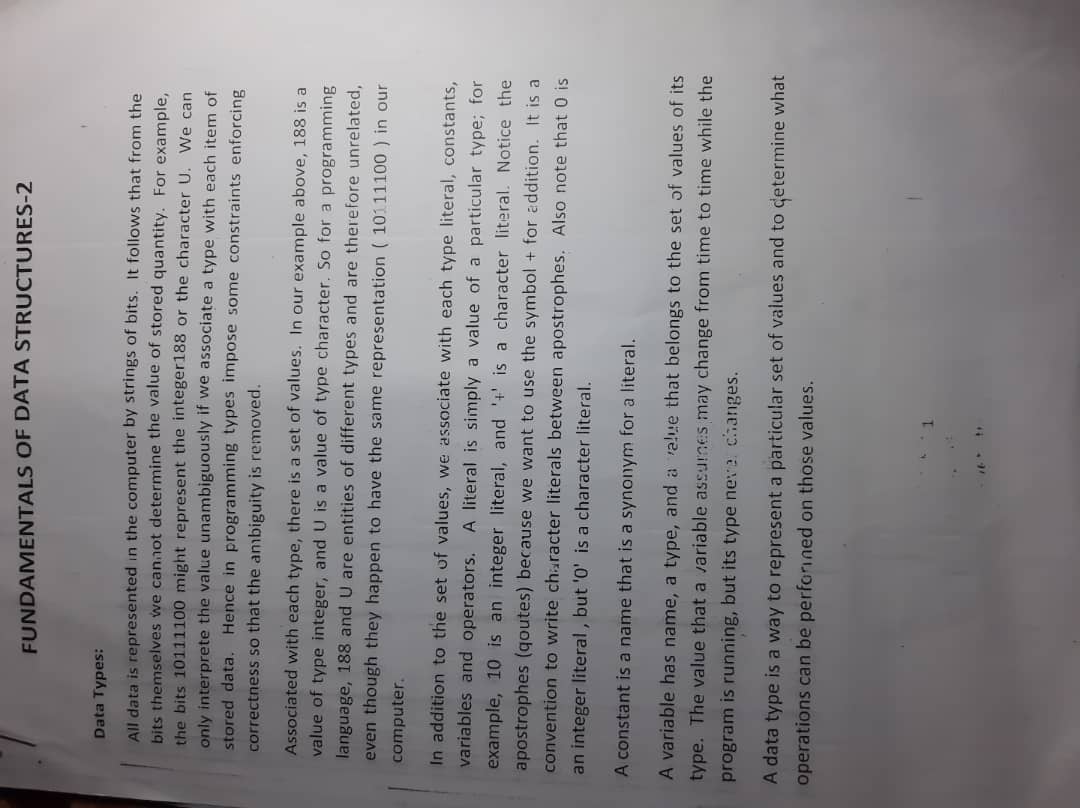 FUNDAMENTALS OF DATA STRUCTURES-2
Data Types:
All data is represented in the computer by strings of bits. It follows that from the
bits themselves we cannot determine the value of stored quantity. For example,
the bits 10111100 might represent the integer188 or the character U. We can
only interprete the value unambiguously if we associate a type with each item of
stored data. Hence in programming types impose some constraints enforcing
correctness so that the ambiguity is removed.
Associated with each type, there is a set of values. In our example above, 188 is a
value of type integer, and U is a value of type character. So for a programming
language, 188 and U are entities of different types and are therefore unrelated,
even though they happen to have the same representation ( 10111100 ) in our
computer.
In addition to the set of values, we associate with each type literal, constants,
variables and operators. A literal is simply a value of a particular type; for
example, 10 is an integer literal, and '+' is a character literal. Notice the
apostrophes (qoutes) because we want to use the symbol + for addition. It is a
convention to write character literals between apostrophes. Also note that 0 is
an integer literal , but '0' is a character literal.
A constant is a name that is a synonym for a literal.
A variable has name, a type, and a value that belongs to the set of values of its
type. The value that a variable assumes may change from time to time while the
program is running, but its type never changes.
A data type is a way to represent a particular set of values and to determine what
operations can be performed on those values.
1